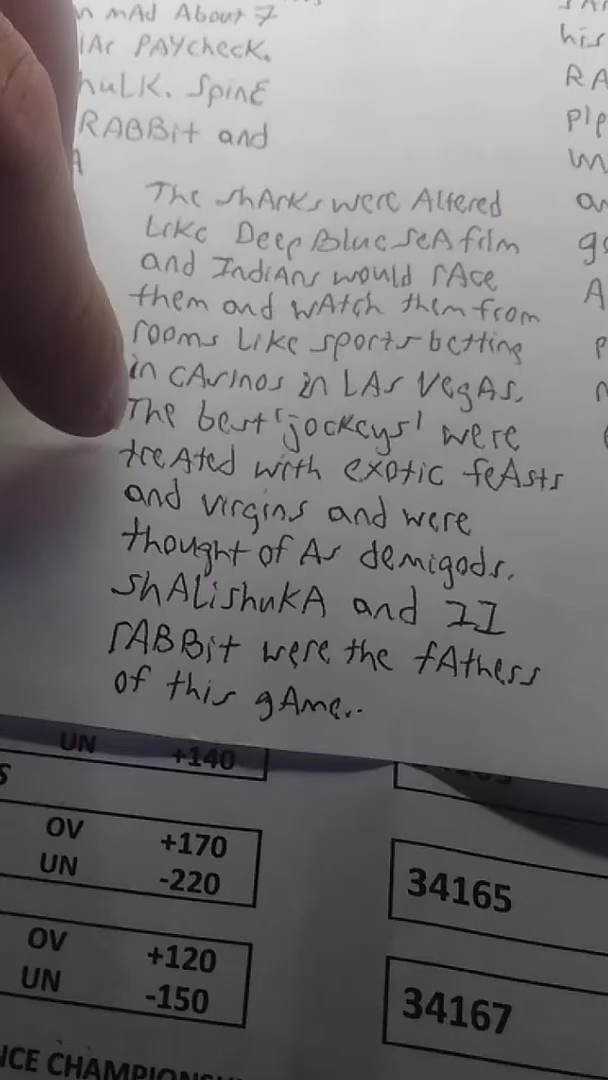 mAd About 7
PAYcheck.
huLK. SpinE
RABBit and
A
The shArks were Altered
Like Deep Blue seA film
and IndiAns would rAce
them and wAtch them from
rooms Like sports betting
in cAsinos in LAs VegAs.
The best 'jockeys' were
treAted with exotic feAsts
and virgins and were
thought of As demigods.
ShALishukA and II
rABBit were the fAthers
of this gAme..
his
RA
A
UN +140
S
OV +170
UN -220
34165
OV +120
UN -150
34167